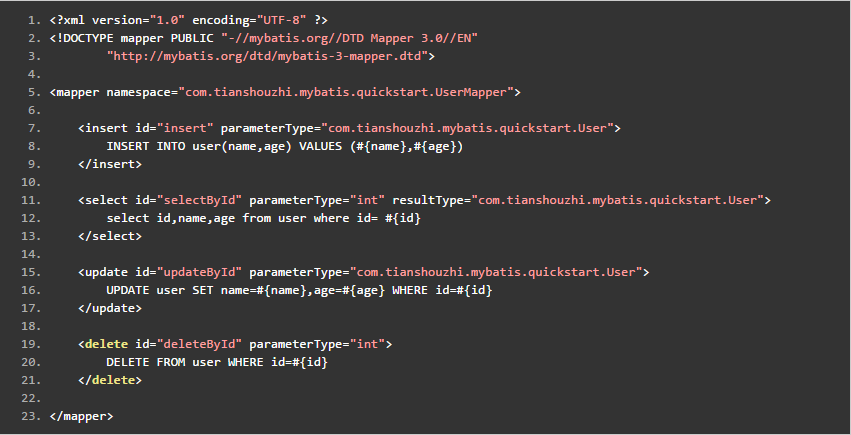 1. <?xml version="1.0" encoding="UTF-8" ?>
2. <!DOCTYPE mapper PUBLIC "-//mybatis.org//DTD Mapper 3.0//EN"
3.         "http://mybatis.org/dtd/mybatis-3-mapper.dtd">
4.
5. <mapper namespace="com.tianshouzhi.mybatis.quickstart.UserMapper">
6.
7.     <insert id="insert" parameterType="com.tianshouzhi.mybatis.quickstart.User">
8.         INSERT INTO user(name,age) VALUES (#{name},#{age})
9.     </insert>
10.
11.     <select id="selectById" parameterType="int" resultType="com.tianshouzhi.mybatis.quickstart.User">
12.         select id,name,age from user where id= #{id}
13.     </select>
14.
15.     <update id="updateById" parameterType="com.tianshouzhi.mybatis.quickstart.User">
16.         UPDATE user SET name=#{name},age=#{age} WHERE id=#{id}
17.     </update>
18.
19.     <delete id="deleteById" parameterType="int">
20.         DELETE FROM user WHERE id=#{id}
21.     </delete>
22.
23. </mapper>